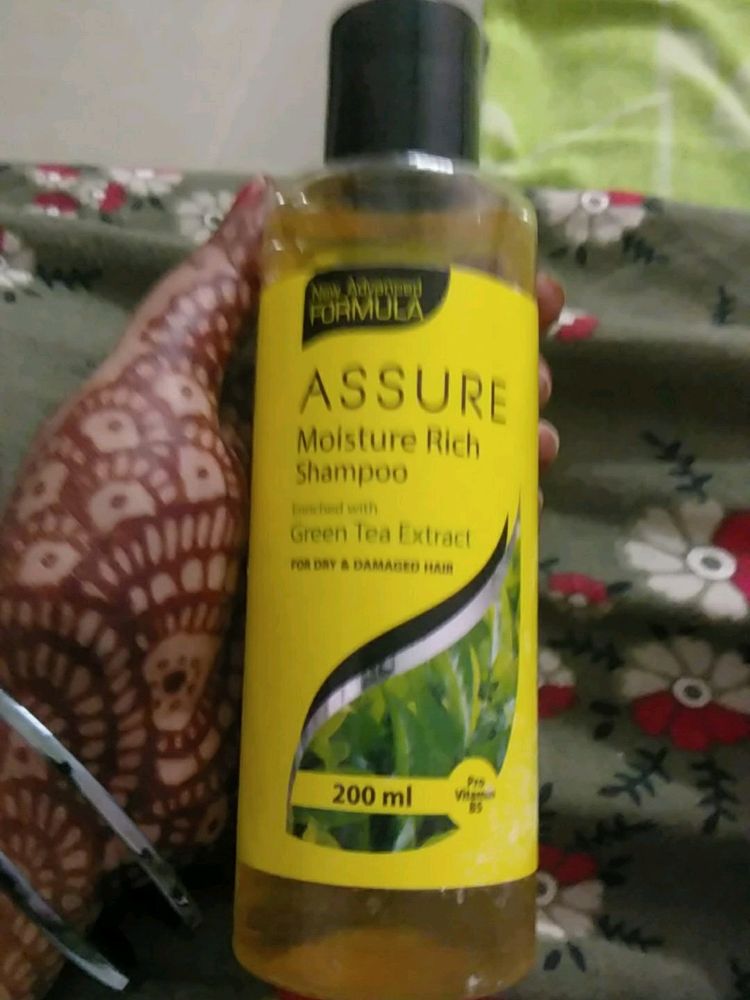 New Advanced
FORMULA
ASSURE
Moisture Rich
Shampoo
Enriched with
Green Tea Extract
FOR DRY & DAMAGED HAIR
200 ml
Pro
Vitamin
B5